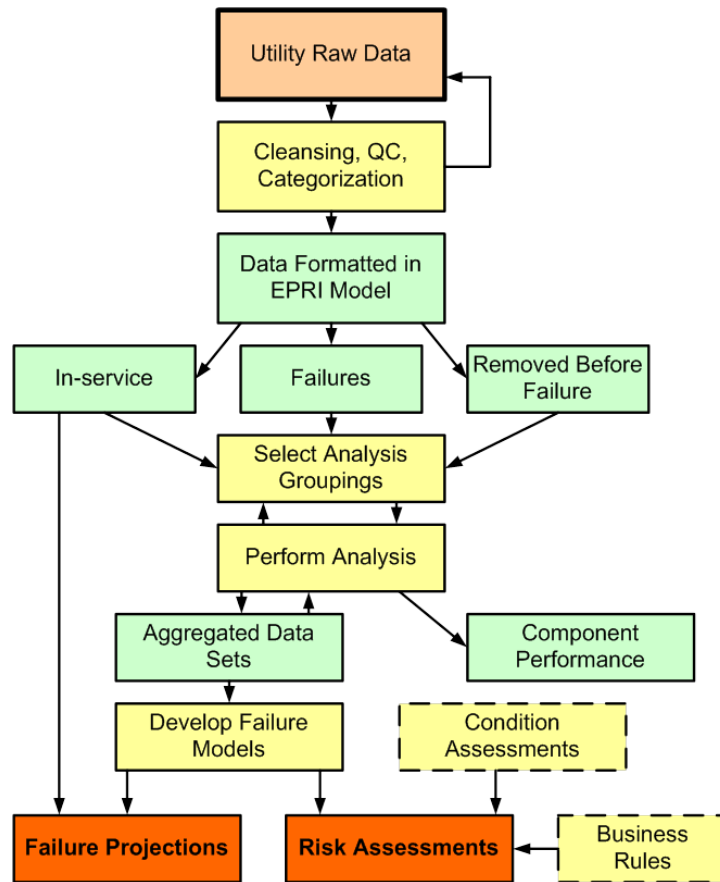 Utility Raw Data
Cleansing, QC,
Categorization
Data Formatted in
EPRI Model
In-service
Failures
Removed Before
Failure
Select Analysis
Groupings
Perform Analysis
Aggregated Data
Sets
Component
Performance
Develop Failure
Models
Condition
Assessments
Failure Projections
Risk Assessments
Business
Rules